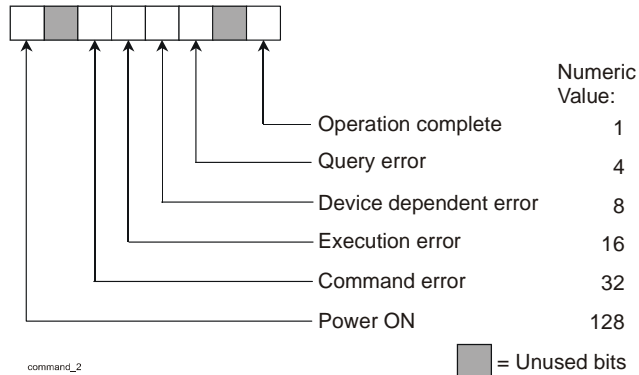 Numeric
Value:
Operation complete 1
Query error 4
Device dependent error 8
Execution error 16
Command error 32
Power ON 128
command_2
= Unused bits